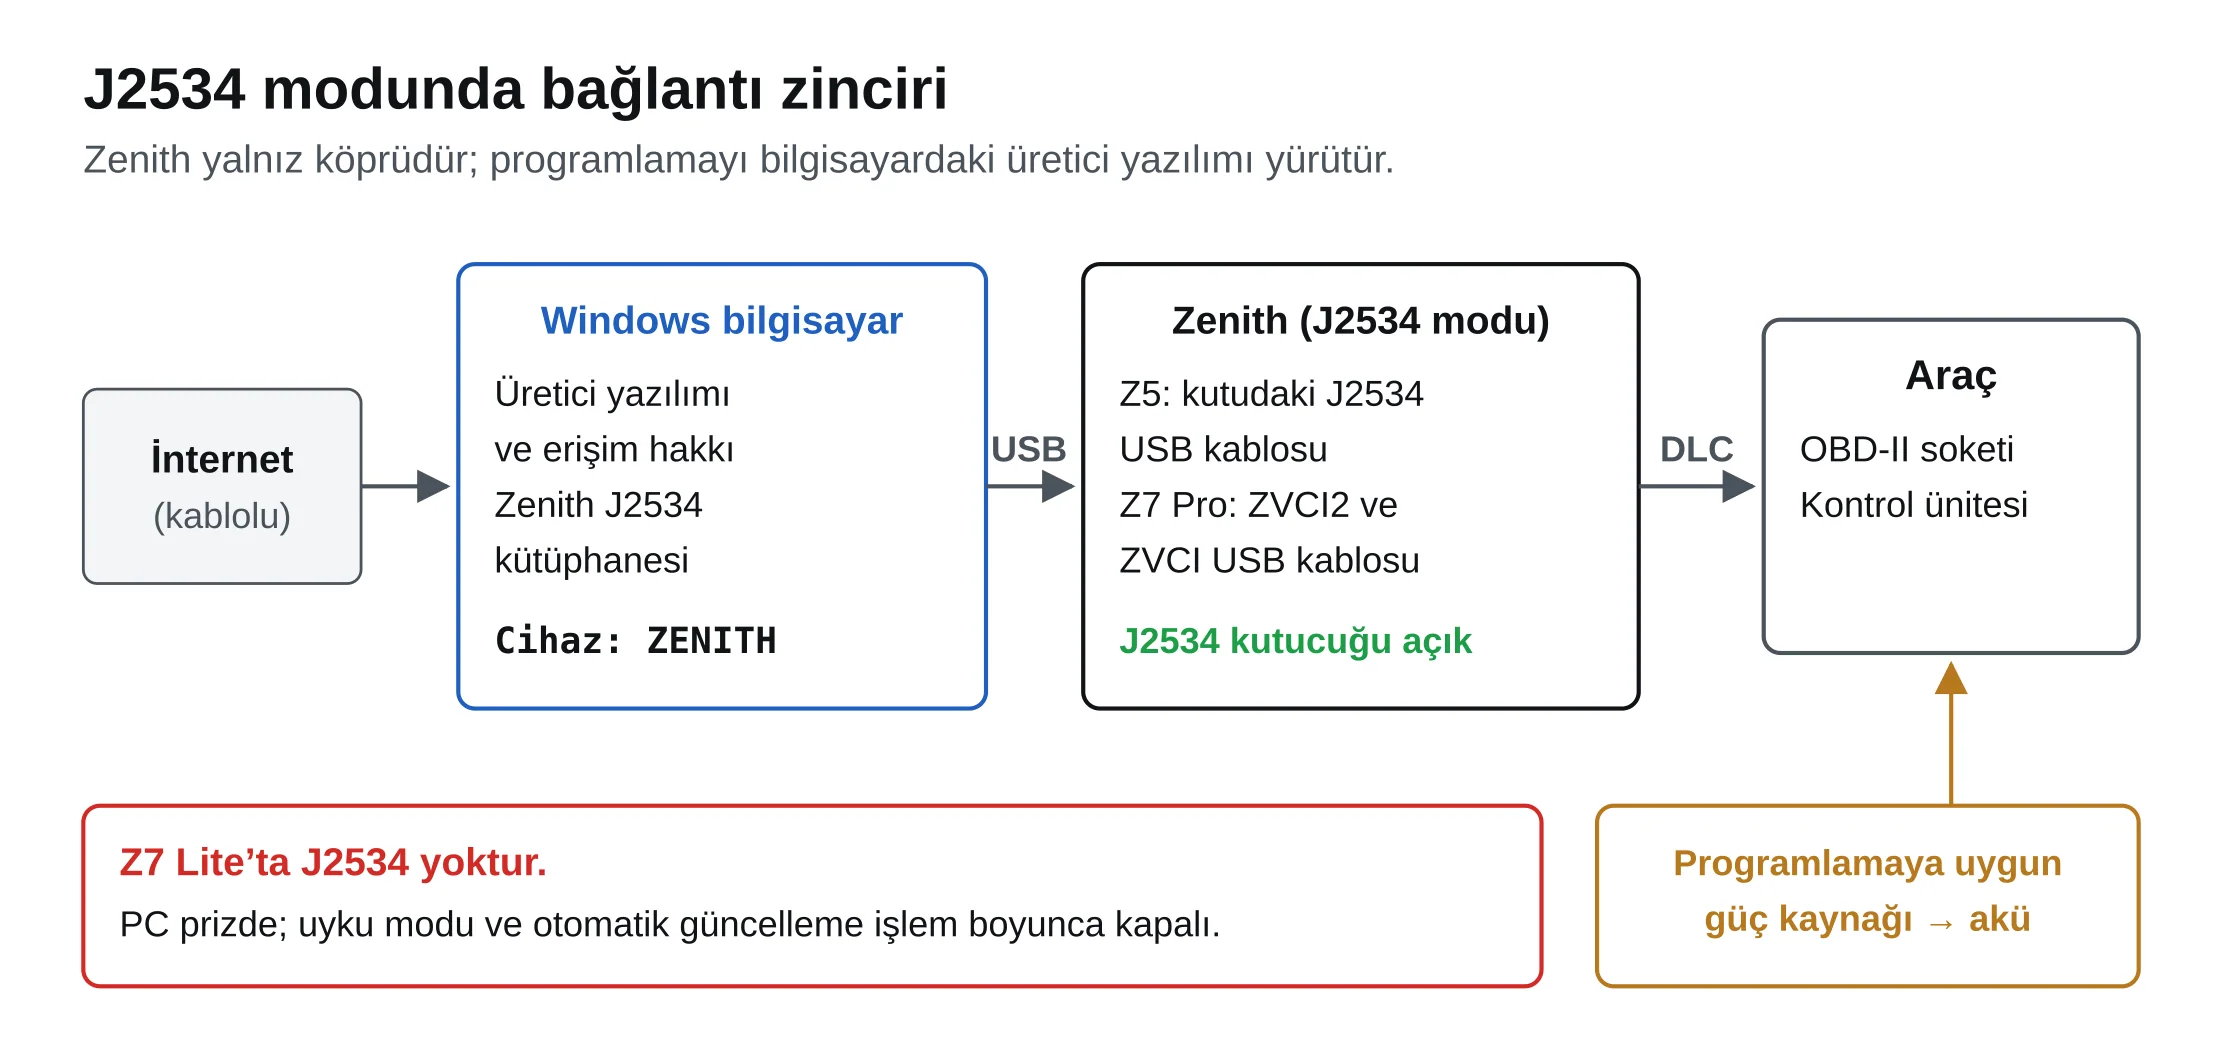 J2534 modunda bağlantı zinciri
Zenith yalnız köprüdür; programlamayı bilgisayardaki üretici yazılımı yürütür.
İnternet
(kablolu)
Windows bilgisayar
Üretici yazılımı
ve erişim hakkı
Zenith J2534
kütüphanesi
Cihaz: ZENITH
USB
Zenith (J2534 modu)
Z5: kutudaki J2534
USB kablosu
Z7 Pro: ZVCI2 ve
ZVCI USB kablosu
J2534 kutucuğu açık
DLC
Araç
OBD-II soketi
Kontrol ünitesi
Z7 Lite’ta J2534 yoktur.
PC prizde; uyku modu ve otomatik güncelleme işlem boyunca kapalı.
Programlamaya uygun
güç kaynağı → akü